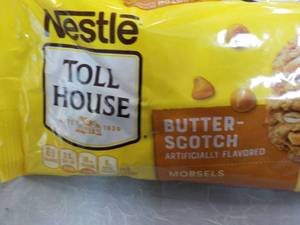 Nestlé
TOLL
HOUSE
BUTTER-
SCOTCH
ARTIFICIALLY FLAVORED
MORSELS